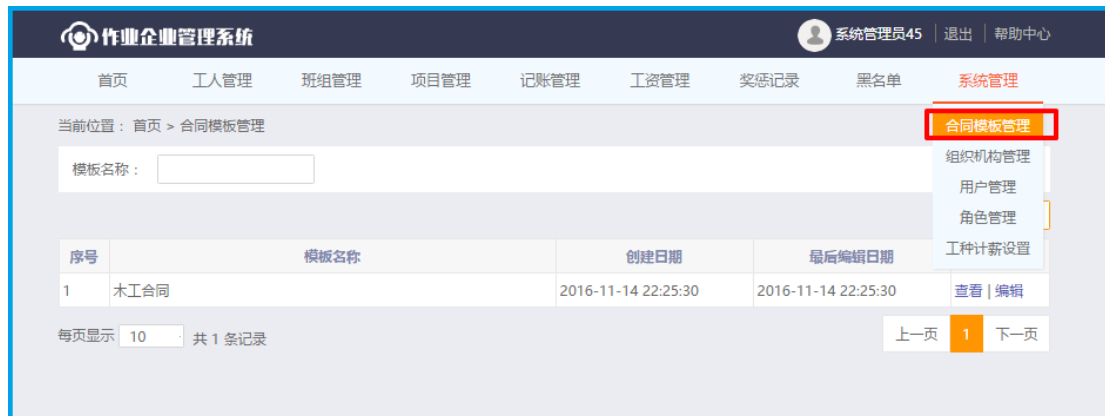 作业企业管理系统 系统管理员45 | 退出 | 帮助中心
首页 工人管理 班组管理 项目管理 记账管理 工资管理 奖惩记录 黑名单 系统管理
当前位置： 首页 > 合同模板管理 合同模板管理
模板名称： 组织机构管理
用户管理
角色管理
工种计薪设置
序号 模板名称 创建日期 最后编辑日期
1 木工合同 2016-11-14 22:25:30 2016-11-14 22:25:30 查看 | 编辑
每页显示 10 共 1 条记录 上一页 1 下一页